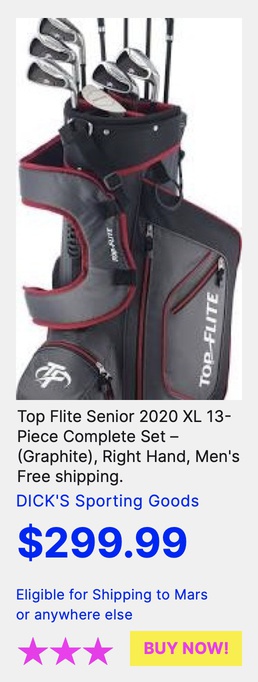 TOP-FLITE
TOP-FLITE
TF
Top Flite Senior 2020 XL 13-
Piece Complete Set –
(Graphite), Right Hand, Men's
Free shipping.
DICK'S Sporting Goods
$299.99
Eligible for Shipping to Mars
or anywhere else
BUY NOW!